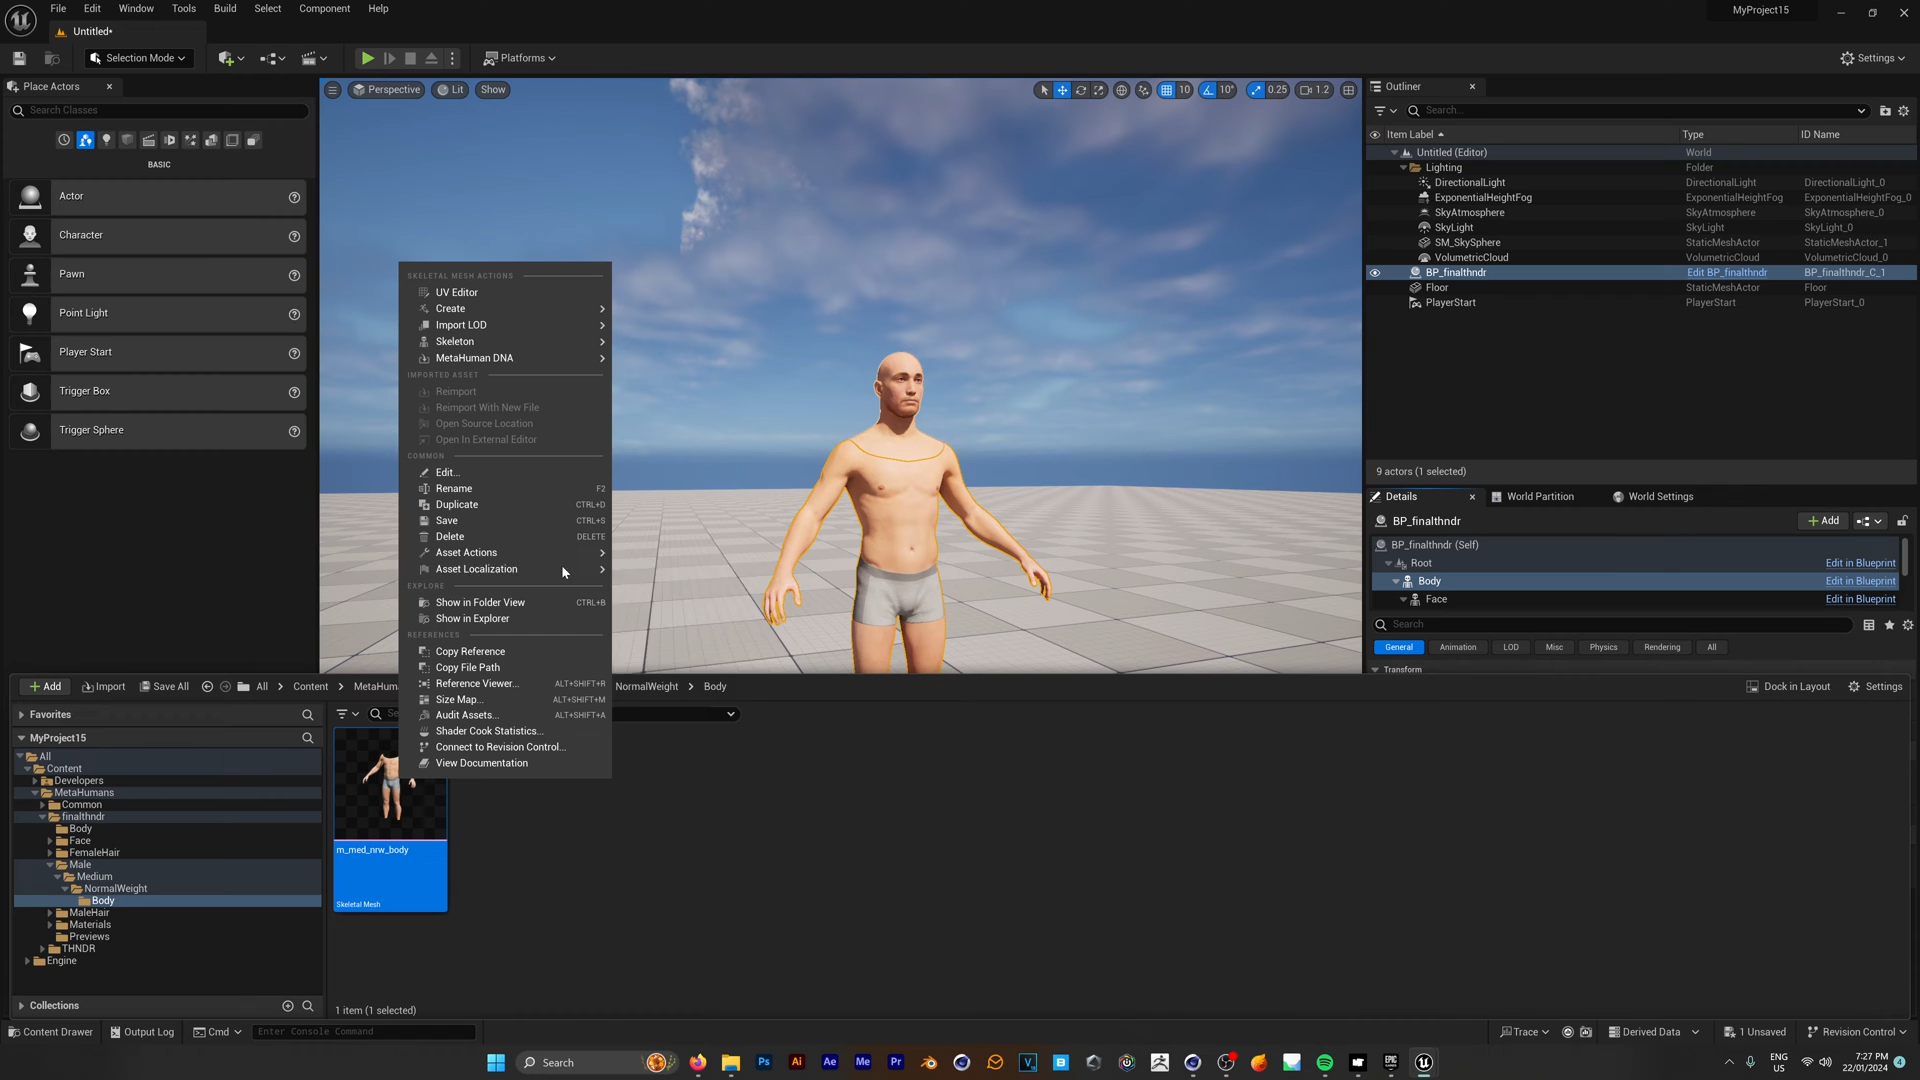 File Edit Window Tools Build Select Component Help
MyProject15
Untitled*
Selection Mode
Platforms
Settings
Place Actors
Search Classes
BASIC
Actor
Character
Pawn
Point Light
Player Start
Trigger Box
Trigger Sphere
Perspective Lit Show
10 10° 0.25 1.2
SKELETAL MESH ACTIONS
UV Editor
Create
Import LOD
Skeleton
MetaHuman DNA
IMPORTED ASSET
Reimport
Reimport With New File
Open Source Location
Open In External Editor
COMMON
Edit...
Rename F2
Duplicate CTRL+D
Save CTRL+S
Delete DELETE
Asset Actions
Asset Localization
EXPLORE
Show in Folder View CTRL+B
Show in Explorer
REFERENCES
Copy Reference
Copy File Path
Reference Viewer... ALT+SHIFT+R
Size Map... ALT+SHIFT+M
Audit Assets... ALT+SHIFT+A
Shader Cook Statistics...
Connect to Revision Control...
View Documentation
Outliner
Search...
Item Label Type ID Name
Untitled (Editor) World
Lighting Folder
DirectionalLight DirectionalLight DirectionalLight_0
ExponentialHeightFog ExponentialHeightFog ExponentialHeightFog_0
SkyAtmosphere SkyAtmosphere SkyAtmosphere_0
SkyLight SkyLight SkyLight_0
SM_SkySphere StaticMeshActor StaticMeshActor_1
VolumetricCloud VolumetricCloud VolumetricCloud_0
BP_finalthndr Edit BP_finalthndr BP_finalthndr_C_1
Floor StaticMeshActor Floor
PlayerStart PlayerStart PlayerStart_0
9 actors (1 selected)
Details World Partition World Settings
BP_finalthndr Add
BP_finalthndr (Self)
Root Edit in Blueprint
Body Edit in Blueprint
Face Edit in Blueprint
Search
General Animation LOD Misc Physics Rendering All
Transform
Add Import Save All All Content MetaHuma NormalWeight Body Dock in Layout Settings
Favorites
MyProject15
All
Content
Developers
MetaHumans
Common
finalthndr
Body
Face
FemaleHair
Male
Medium
NormalWeight
Body
MaleHair
Materials
Previews
THNDR
Engine
Collections
m_med_nrw_body
Skeletal Mesh
1 item (1 selected)
Content Drawer Output Log Cmd Enter Console Command
Trace Derived Data 1 Unsaved Revision Control
Search
Ps Ai Ae Me Pr
ENG
US
7:27 PM
22/01/2024
4